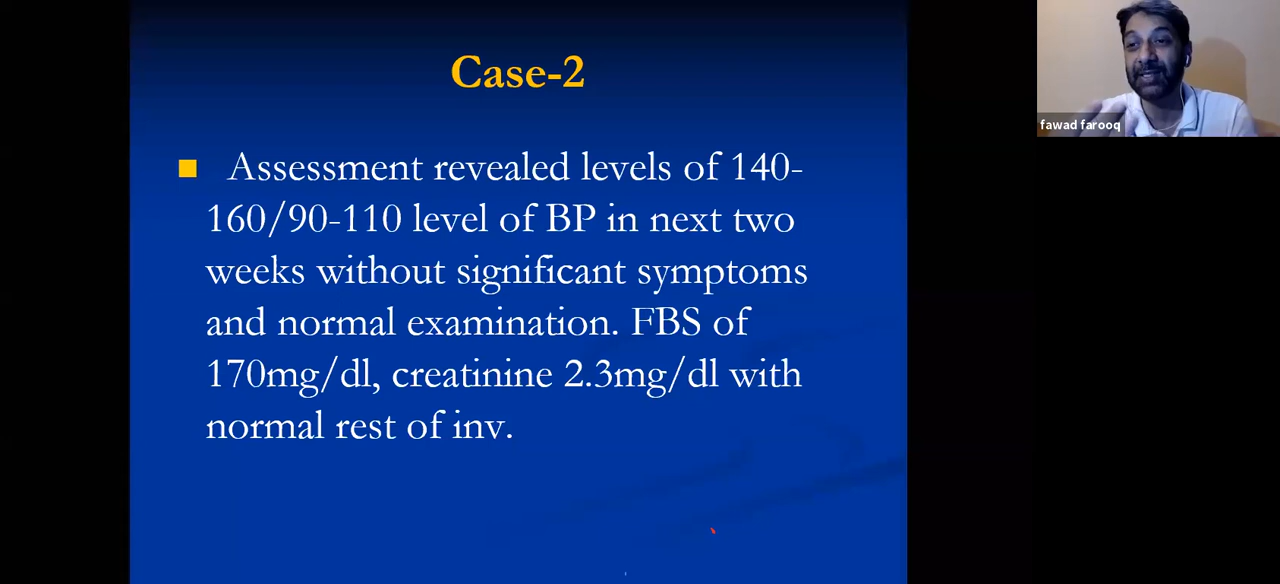 Case-2
Assessment revealed levels of 140-
160/90-110 level of BP in next two
weeks without significant symptoms
and normal examination. FBS of
170mg/dl, creatinine 2.3mg/dl with
normal rest of inv.
fawad farooq